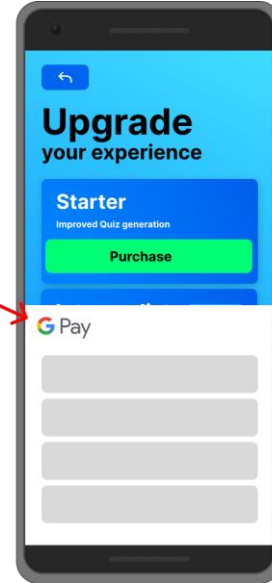 Upgrade
your experience
Starter
Improved Quiz generation
Purchase
G Pay